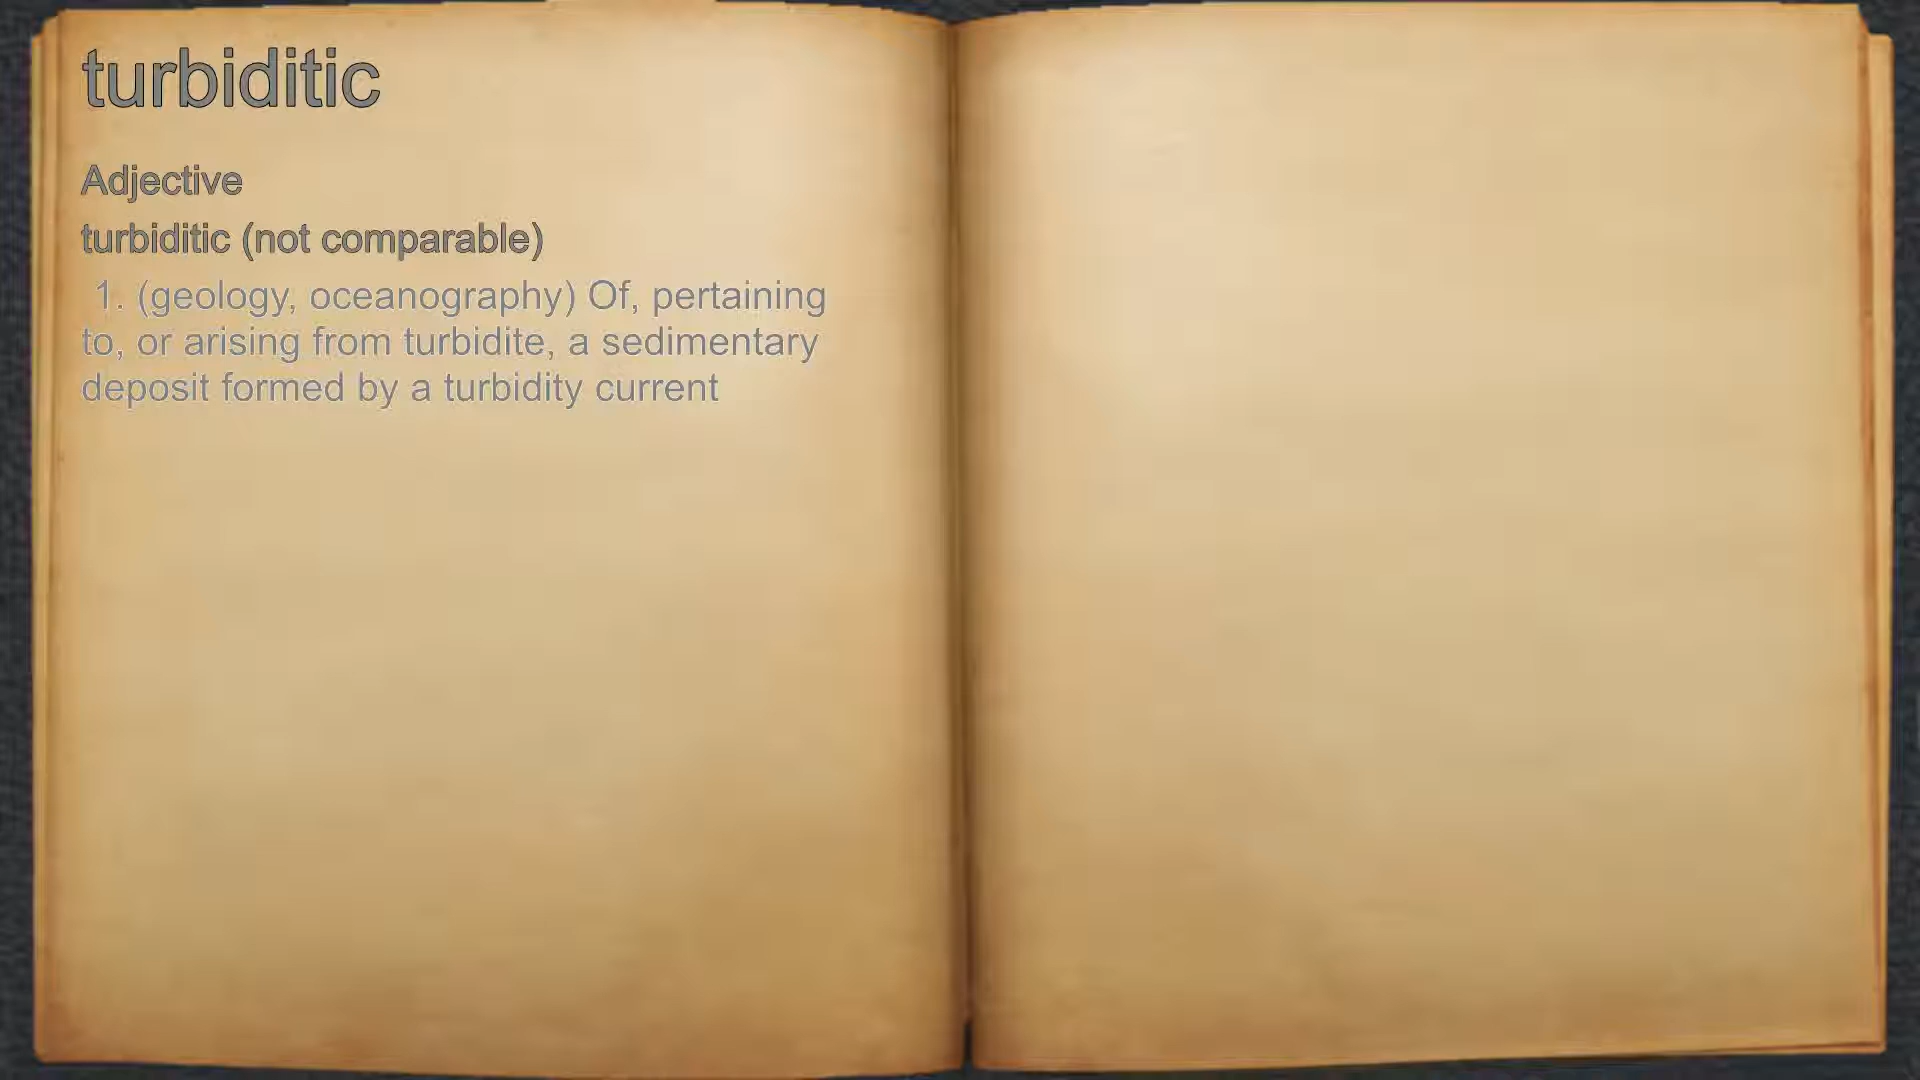 turbiditic
Adjective
turbiditic (not comparable)
1. (geology, oceanography) Of, pertaining
to, or arising from turbidite, a sedimentary
deposit formed by a turbidity current